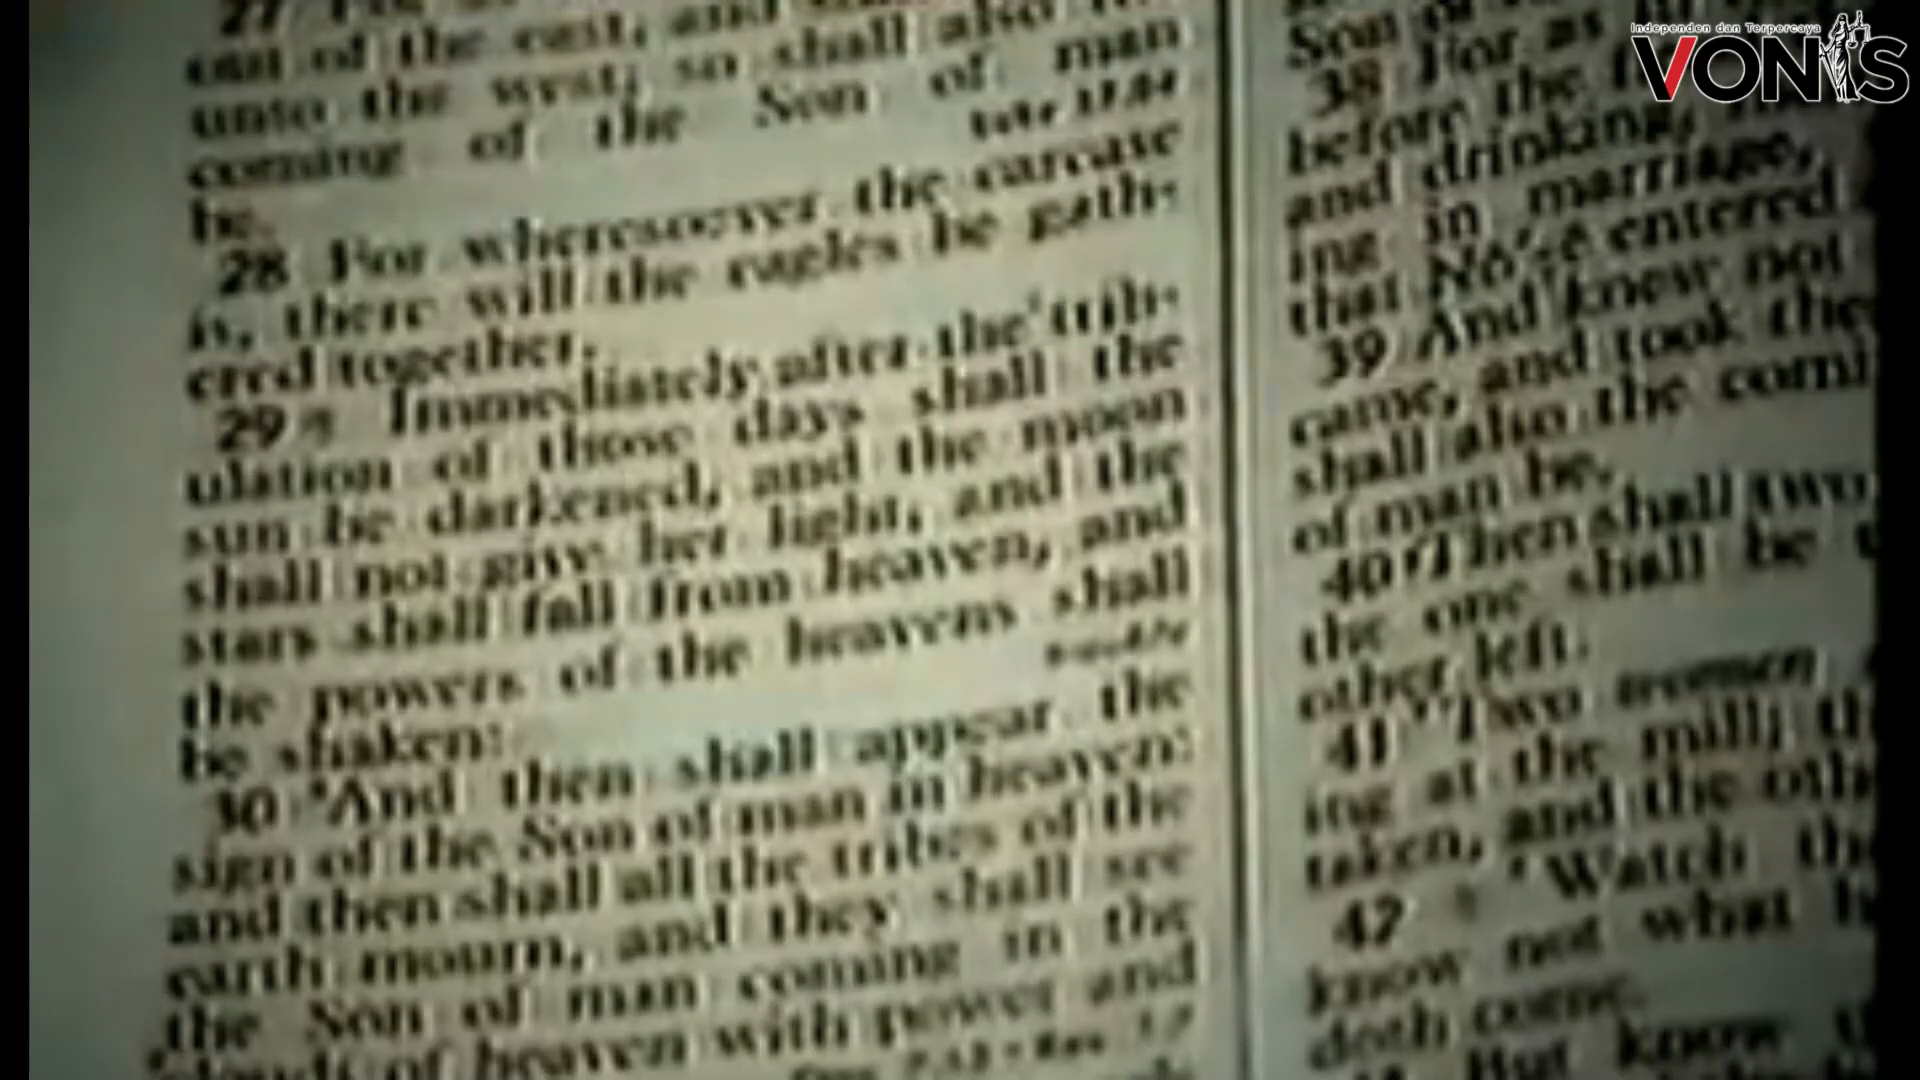 27 For
out of the east, and
unto the west; so shall also the
coming of the Son of man
be.
28 For wheresoever the carcase
is, there will the eagles be gath-
ered together.
29 ¶ Immediately after the trib-
ulation of those days shall the
sun be darkened, and the moon
shall not give her light, and the
stars shall fall from heaven, and
the powers of the heavens shall
be shaken:
30 And then shall appear the
sign of the Son of man in heaven:
and then shall all the tribes of the
earth mourn, and they shall see
the Son of man coming in the
clouds of heaven with power and
Son of
38 For as in
before the
and drinking,
ing in marriage,
that Nō´-ē entered
39 And knew not
came, and took
shall also the
of man be.
40 Then shall two
the one shall be
other left.
41 Two women
ing at the mill;
taken, and the
42 ¶ Watch
know not what
doth come.
But know
Independen dan Terpercaya
VONIS